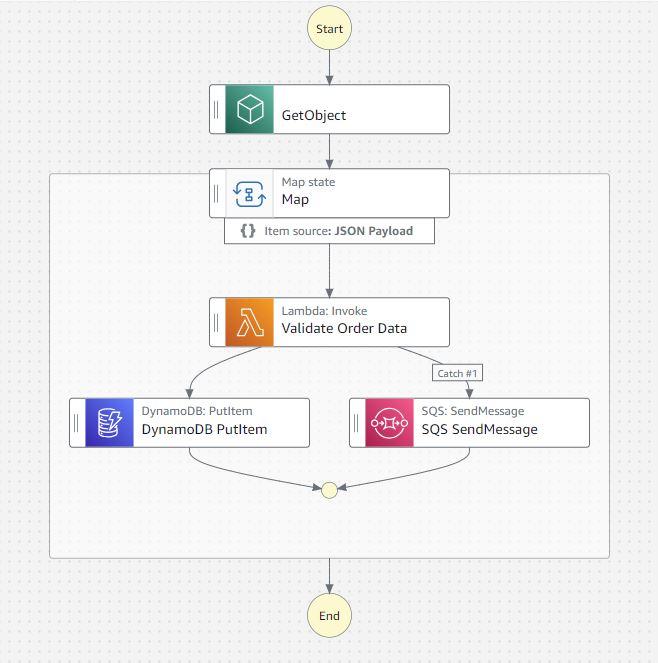 Start
GetObject
Map state
Map
{} Item source: JSON Payload
Lambda: Invoke
Validate Order Data
Catch #1
DynamoDB: PutItem
DynamoDB PutItem
SQS: SendMessage
SQS SendMessage
End